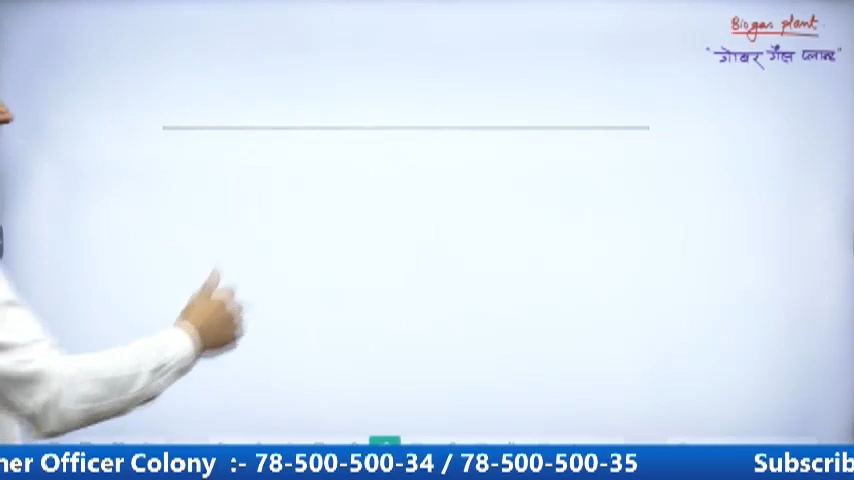 Biogas plant
"गोबर गैस प्लान्ट"
ner Officer Colony :- 78-500-500-34 / 78-500-500-35 Subscrib